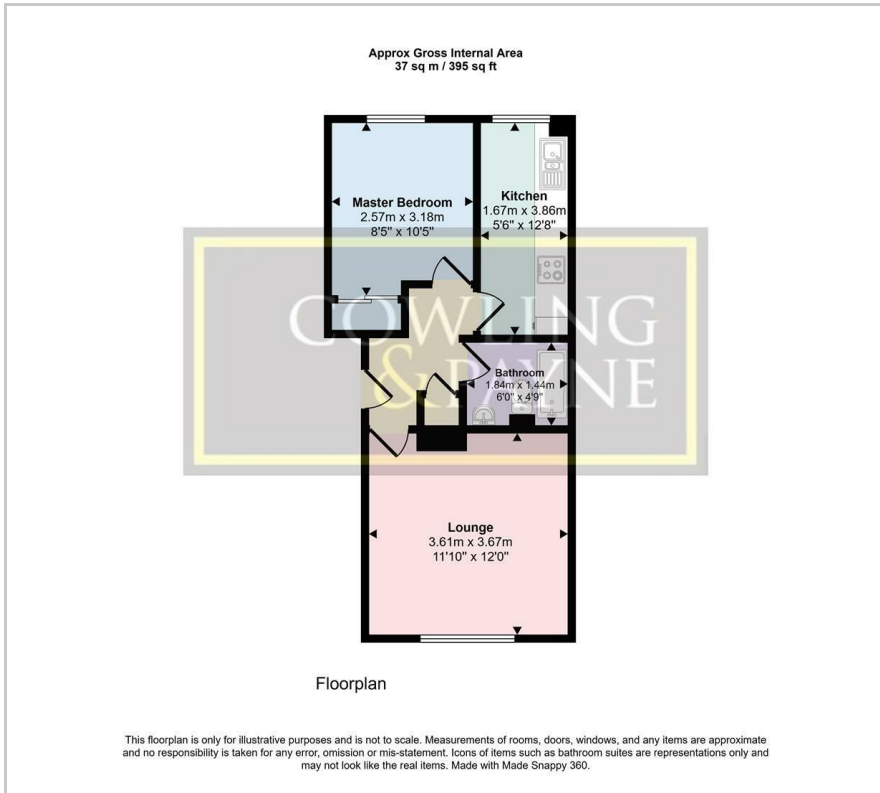 Approx Gross Internal Area
37 sq m / 395 sq ft
Master Bedroom
2.57m x 3.18m
8'5" x 10'5"
Kitchen
1.67m x 3.86m
5'6" x 12'8"
COWLING
& PAYNE
Bathroom
1.84m x 1.44m
6'0" x 4'9"
Lounge
3.61m x 3.67m
11'10" x 12'0"
Floorplan
This floorplan is only for illustrative purposes and is not to scale. Measurements of rooms, doors, windows, and any items are approximate
and no responsibility is taken for any error, omission or mis-statement. Icons of items such as bathroom suites are representations only and
may not look like the real items. Made with Made Snappy 360.